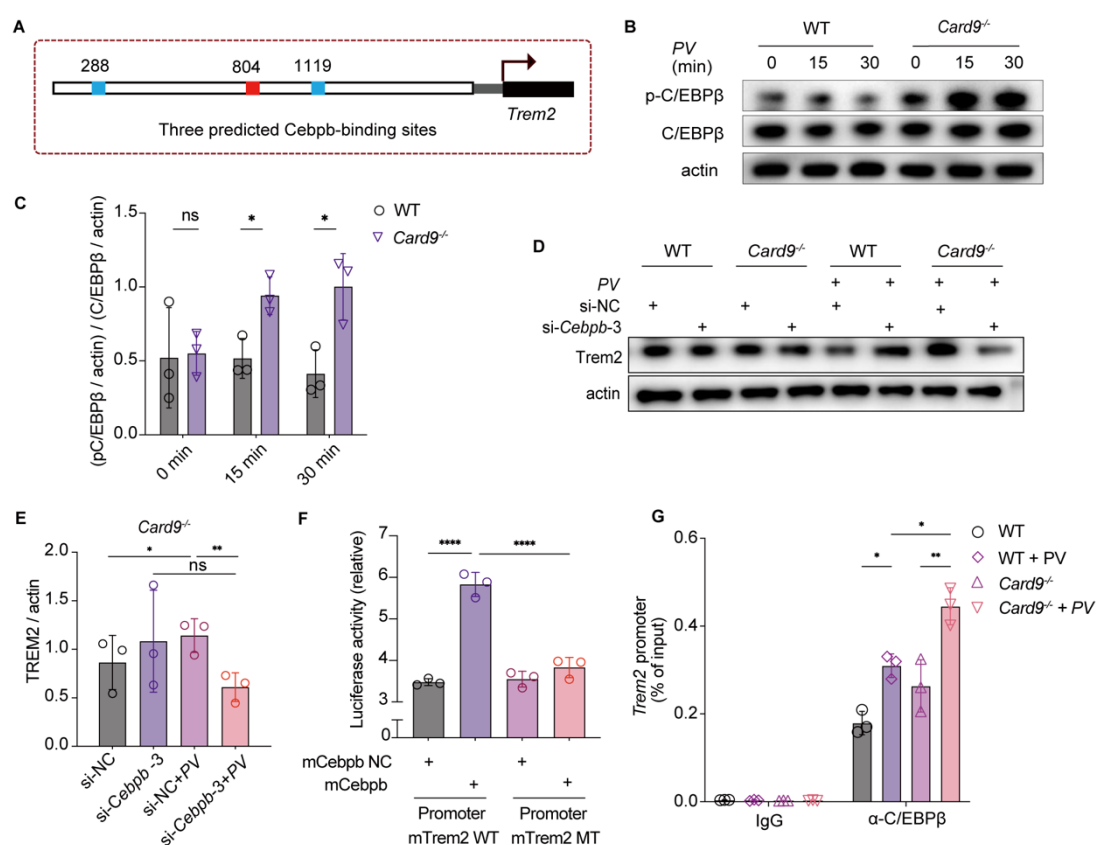 A
288 804 1119
Trem2
Three predicted Cebpb-binding sites
B
WT Card9-/-
PV
(min) 0 15 30 0 15 30
p-C/EBPβ
C/EBPβ
actin
C
(pC/EBPβ / actin) / (C/EBPβ / actin)
1.5
1.0
0.5
0.0
ns * *
WT
Card9-/-
0 min 15 min 30 min
D
WT Card9-/- WT Card9-/-
PV + + + +
si-NC + + + +
si-Cebpb-3 + + + +
Trem2
actin
E
Card9-/-
TREM2 / actin
2.0
1.5
1.0
0.5
0.0
* **
ns
si-NC si-Cebpb -3 si-NC+PV si-Cebpb-3+PV
F
Luciferase activity (relative)
7
6
5
4
3
0
**** ****
mCebpb NC + +
mCebpb + +
Promoter Promoter
mTrem2 WT mTrem2 MT
G
Trem2 promoter
(% of input)
0.6
0.4
0.2
0.0
*
* **
WT
WT + PV
Card9-/-
Card9-/- + PV
IgG α-C/EBPβ